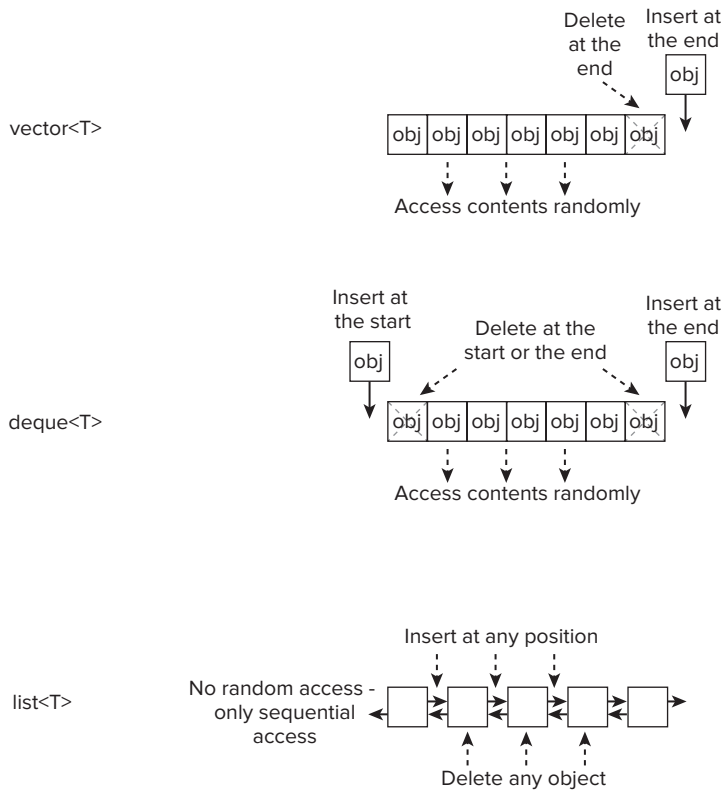 Delete
at the
end
Insert at
the end
obj
vector<T>
obj obj obj obj obj obj obj
Access contents randomly
Insert at
the start
Delete at the
start or the end
Insert at
the end
obj
obj
deque<T>
obj obj obj obj obj obj obj
Access contents randomly
Insert at any position
list<T>
No random access -
only sequential
access
Delete any object